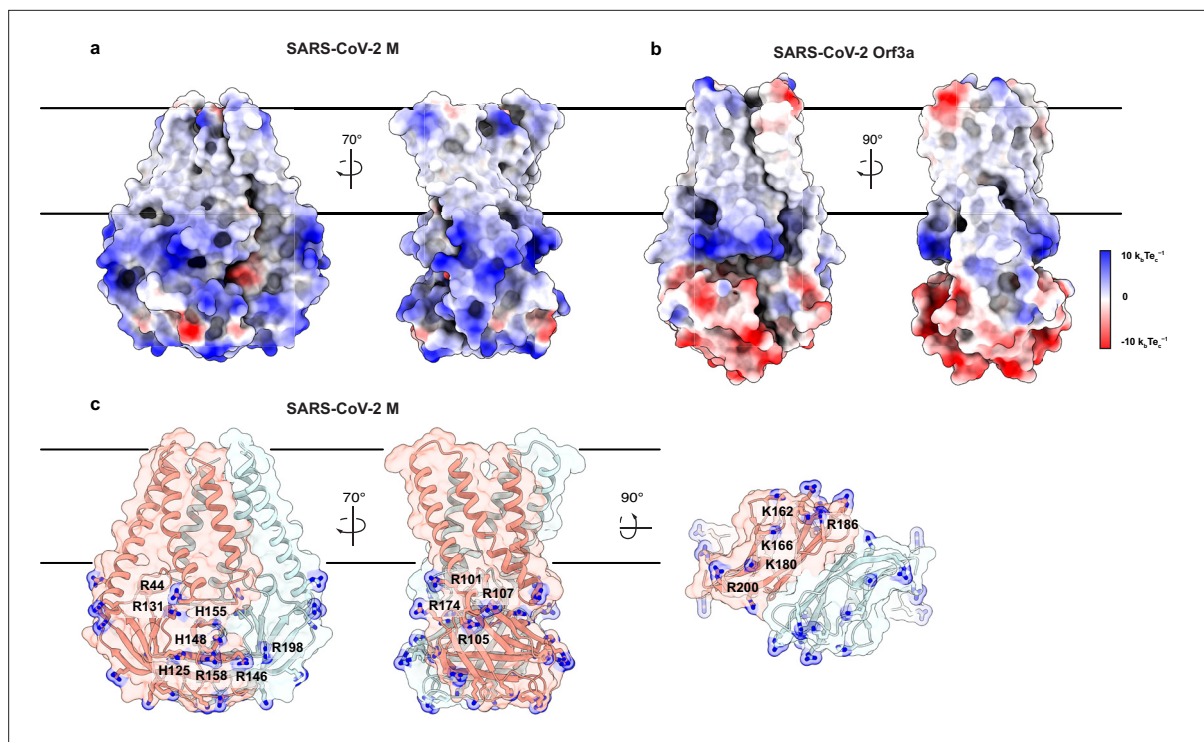 a
SARS-CoV-2 M
b
SARS-CoV-2 Orf3a
70°
90°
10 kbTec⁻¹
0
-10 kbTec⁻¹
c
SARS-CoV-2 M
70°
90°
R44
R131
H155
H148
R198
H125
R158
R146
R101
R107
R174
R105
K162
R186
K166
K180
R200